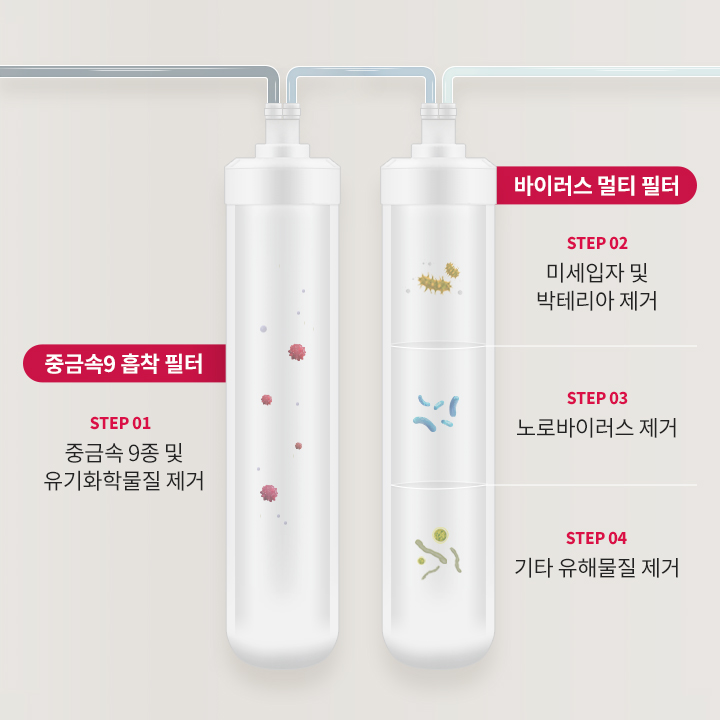 중금속9 흡착 필터
STEP 01
중금속 9종 및
유기화학물질 제거
바이러스 멀티 필터
STEP 02
미세입자 및
박테리아 제거
STEP 03
노로바이러스 제거
STEP 04
기타 유해물질 제거